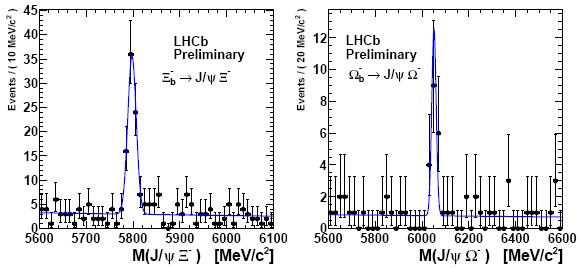 Events / ( 10 MeV/c² )
45
40
35
30
25
20
15
10
5
0
LHCb
Preliminary
Ξb⁻ → J/ψ Ξ⁻
5600 5700 5800 5900 6000 6100
M(J/ψ Ξ⁻) [MeV/c²]
Events / ( 20 MeV/c² )
12
10
8
6
4
2
0
LHCb
Preliminary
Ωb⁻ → J/ψ Ω⁻
5600 5800 6000 6200 6400 6600
M(J/ψ Ω⁻) [MeV/c²]